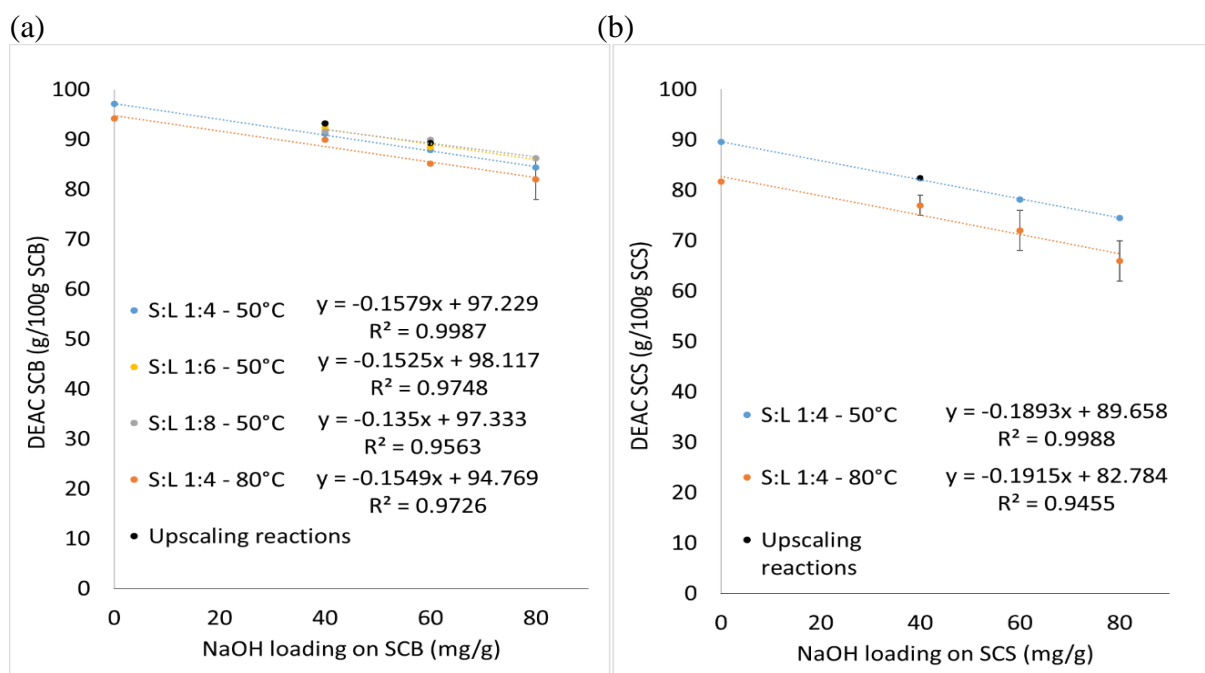 (a)
100
90
80
70
60
50
40
30
20
10
0
DEAC SCB (g/100g SCB)
S:L 1:4 - 50°C y = -0.1579x + 97.229
R² = 0.9987
S:L 1:6 - 50°C y = -0.1525x + 98.117
R² = 0.9748
S:L 1:8 - 50°C y = -0.135x + 97.333
R² = 0.9563
S:L 1:4 - 80°C y = -0.1549x + 94.769
R² = 0.9726
Upscaling reactions
0 20 40 60 80
NaOH loading on SCB (mg/g)
(b)
100
90
80
70
60
50
40
30
20
10
0
DEAC SCS (g/100g SCS)
S:L 1:4 - 50°C y = -0.1893x + 89.658
R² = 0.9988
S:L 1:4 - 80°C y = -0.1915x + 82.784
R² = 0.9455
Upscaling
reactions
0 20 40 60 80
NaOH loading on SCS (mg/g)